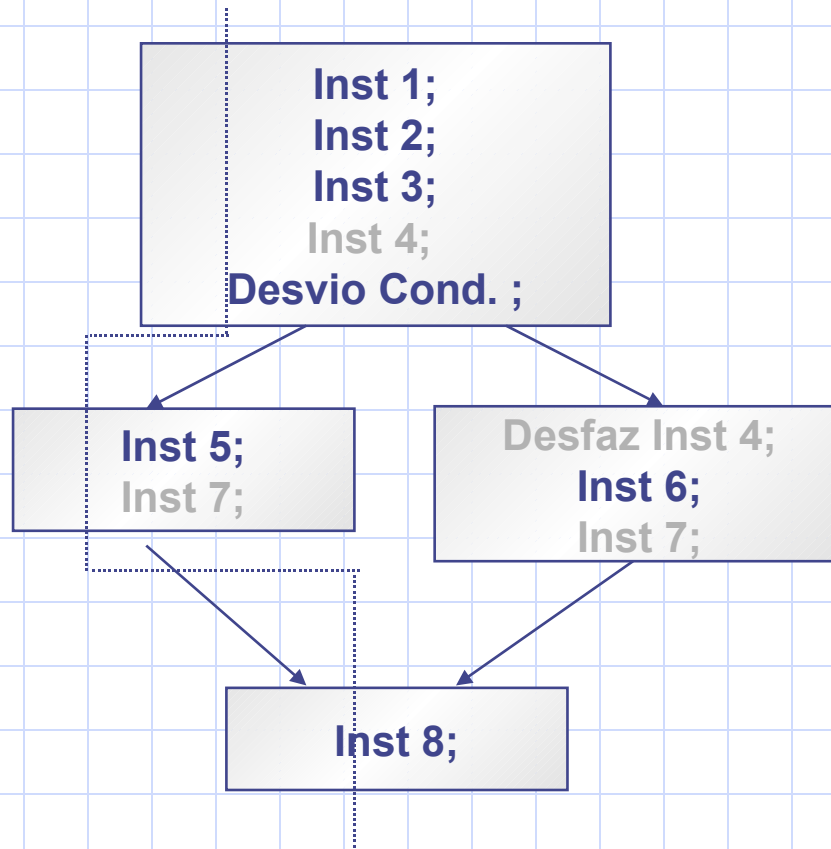 Inst 1;
Inst 2;
Inst 3;
Inst 4;
Desvio Cond. ;
Inst 5;
Inst 7;
Desfaz Inst 4;
Inst 6;
Inst 7;
Inst 8;